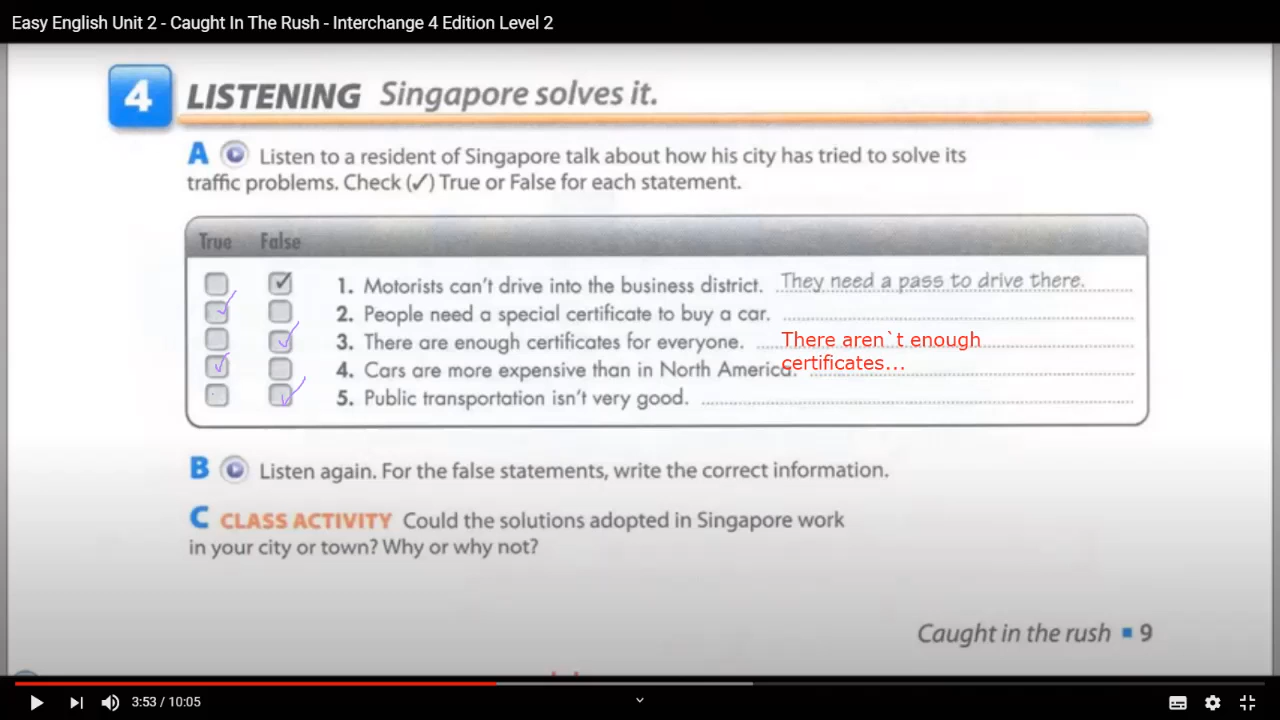 Easy English Unit 2 - Caught In The Rush - Interchange 4 Edition Level 2
4 LISTENING Singapore solves it.
A Listen to a resident of Singapore talk about how his city has tried to solve its
traffic problems. Check (✓) True or False for each statement.
True False
1. Motorists can't drive into the business district. They need a pass to drive there.
2. People need a special certificate to buy a car.
3. There are enough certificates for everyone. There aren`t enough
certificates...
4. Cars are more expensive than in North America.
5. Public transportation isn't very good.
B Listen again. For the false statements, write the correct information.
C CLASS ACTIVITY Could the solutions adopted in Singapore work
in your city or town? Why or why not?
Caught in the rush ▪ 9
3:53 / 10:05